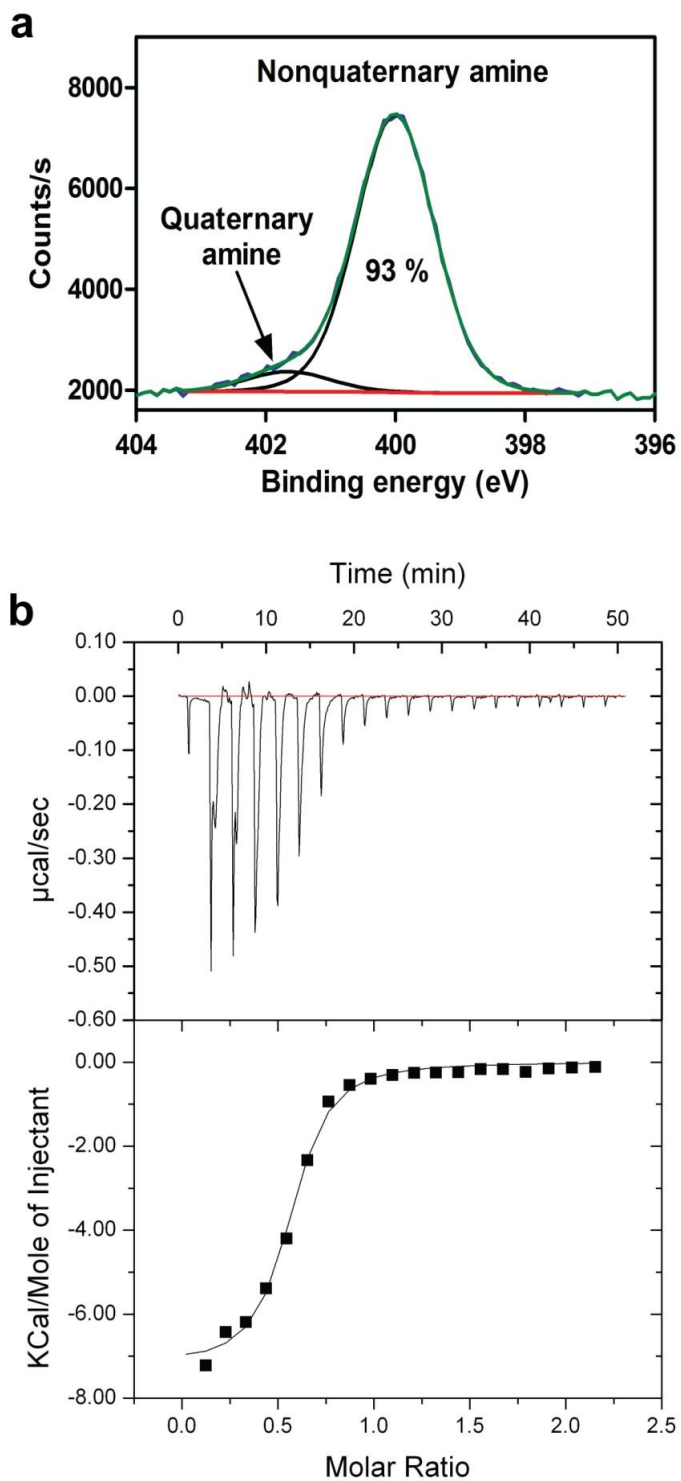 a
Nonquaternary amine
8000
6000
4000
2000
Counts/s
Quaternary
amine
93 %
404 402 400 398 396
Binding energy (eV)
b
Time (min)
0 10 20 30 40 50
0.10
0.00
-0.10
-0.20
-0.30
-0.40
-0.50
-0.60
µcal/sec
0.00
-2.00
-4.00
-6.00
-8.00
KCal/Mole of Injectant
0.0 0.5 1.0 1.5 2.0 2.5
Molar Ratio